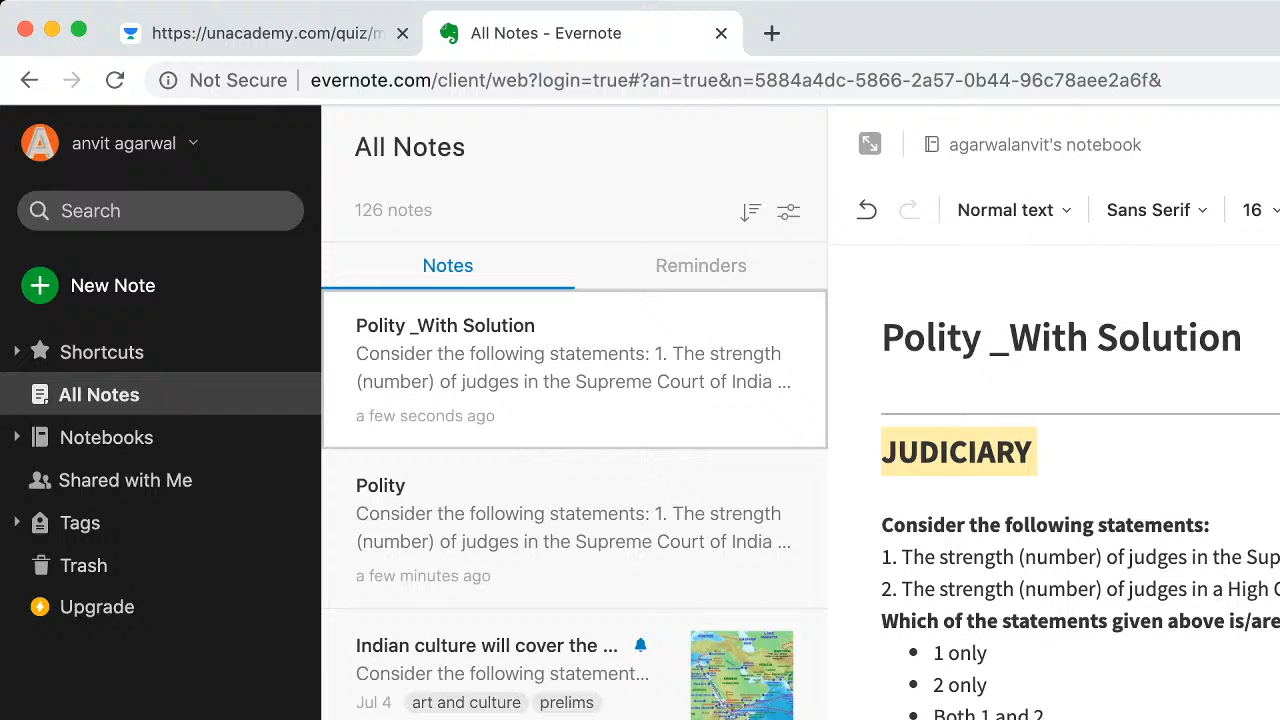 https://unacademy.com/quiz/m
All Notes - Evernote
Not Secure
evernote.com/client/web?login=true#?an=true&n=5884a4dc-5866-2a57-0b44-96c78aee2a6f&
A
anvit agarwal
Search
New Note
Shortcuts
All Notes
Notebooks
Shared with Me
Tags
Trash
Upgrade
All Notes
126 notes
Notes
Reminders
Polity _With Solution
Consider the following statements: 1. The strength
(number) of judges in the Supreme Court of India ...
a few seconds ago
Polity
Consider the following statements: 1. The strength
(number) of judges in the Supreme Court of India ...
a few minutes ago
Indian culture will cover the ...
Consider the following statement...
Jul 4 art and culture prelims
agarwalanvit's notebook
Normal text
Sans Serif
16
Polity _With Solution
JUDICIARY
Consider the following statements:
1. The strength (number) of judges in the Sup
2. The strength (number) of judges in a High C
Which of the statements given above is/are
• 1 only
• 2 only
• Both 1 and 2